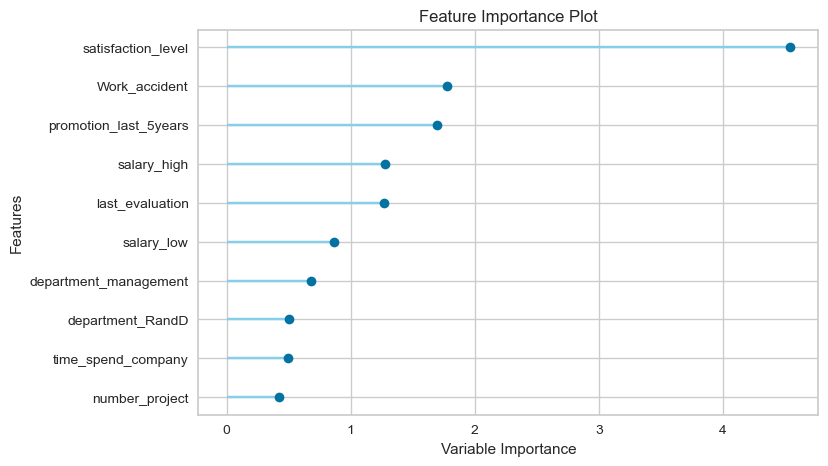 Feature Importance Plot
Features
satisfaction_level
Work_accident
promotion_last_5years
salary_high
last_evaluation
salary_low
department_management
department_RandD
time_spend_company
number_project
0 1 2 3 4
Variable Importance